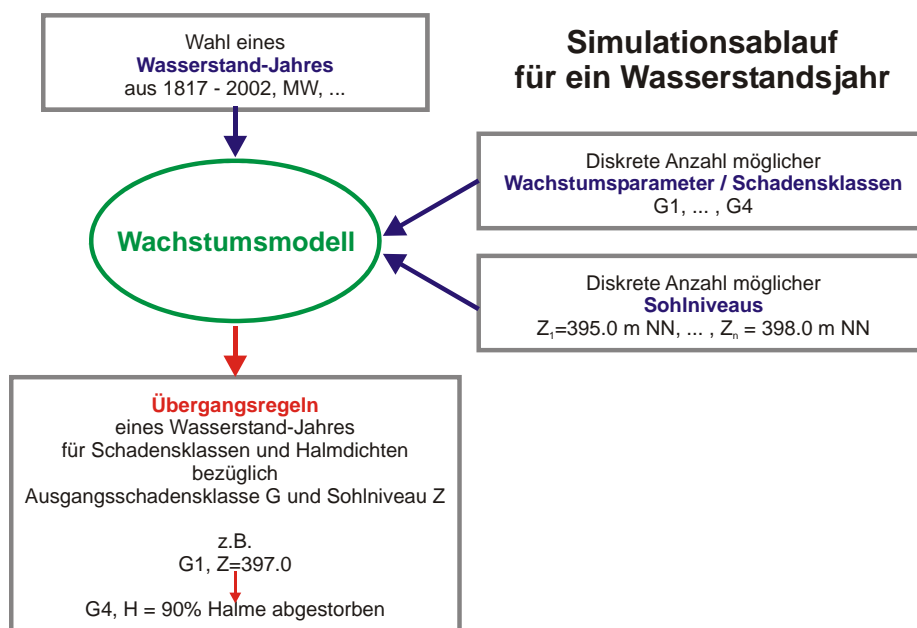 Simulationsablauf
für ein Wasserstandsjahr
Wahl eines
Wasserstand-Jahres
aus 1817 - 2002, MW, ...
Diskrete Anzahl möglicher
Wachstumsparameter / Schadensklassen
G1, ... , G4
Wachstumsmodell
Diskrete Anzahl möglicher
Sohlniveaus
Z₁=395.0 m NN, ... , Zₙ = 398.0 m NN
Übergangsregeln
eines Wasserstand-Jahres
für Schadensklassen und Halmdichten
bezüglich
Ausgangsschadensklasse G und Sohlniveau Z
z.B.
G1, Z=397.0
G4, H = 90% Halme abgestorben